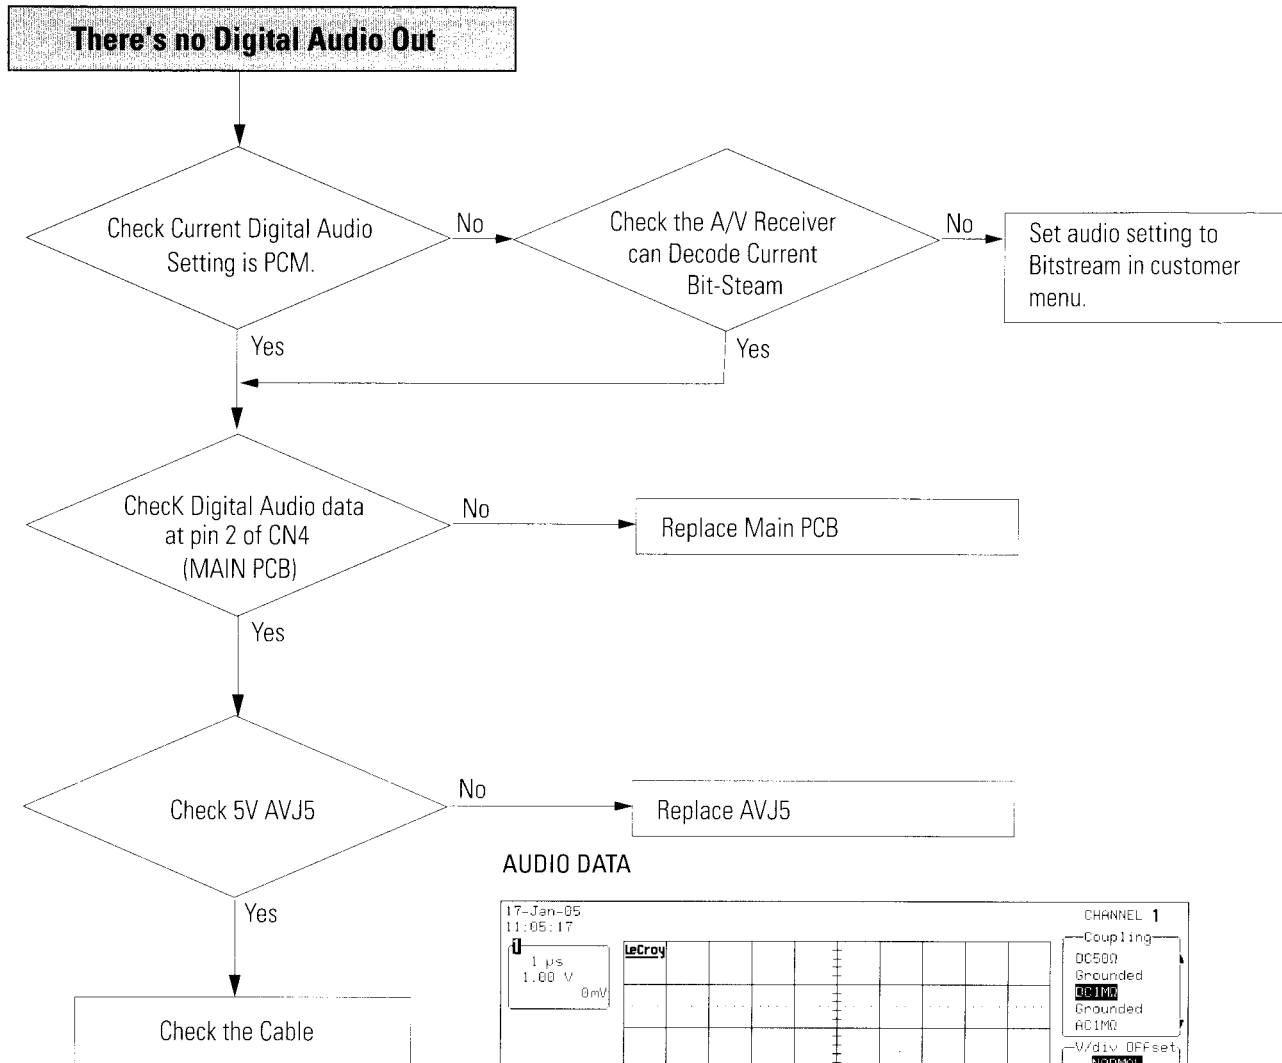 There's no Digital Audio Out
Check Current Digital Audio
Setting is PCM.
No
Check the A/V Receiver
can Decode Current
Bit-Steam
No
Set audio setting to
Bitstream in customer
menu.
Yes
Yes
ChecK Digital Audio data
at pin 2 of CN4
(MAIN PCB)
No
Replace Main PCB
Yes
Check 5V AVJ5
No
Replace AVJ5
Yes
Check the Cable
AUDIO DATA
17-Jan-05
11:05:17
1
1 µs
1.00 V
0mV
LeCroy
CHANNEL 1
Coupling
DC50Ω
Grounded
DC1MΩ
Grounded
AC1MΩ
V/div OFFset
NORMAL